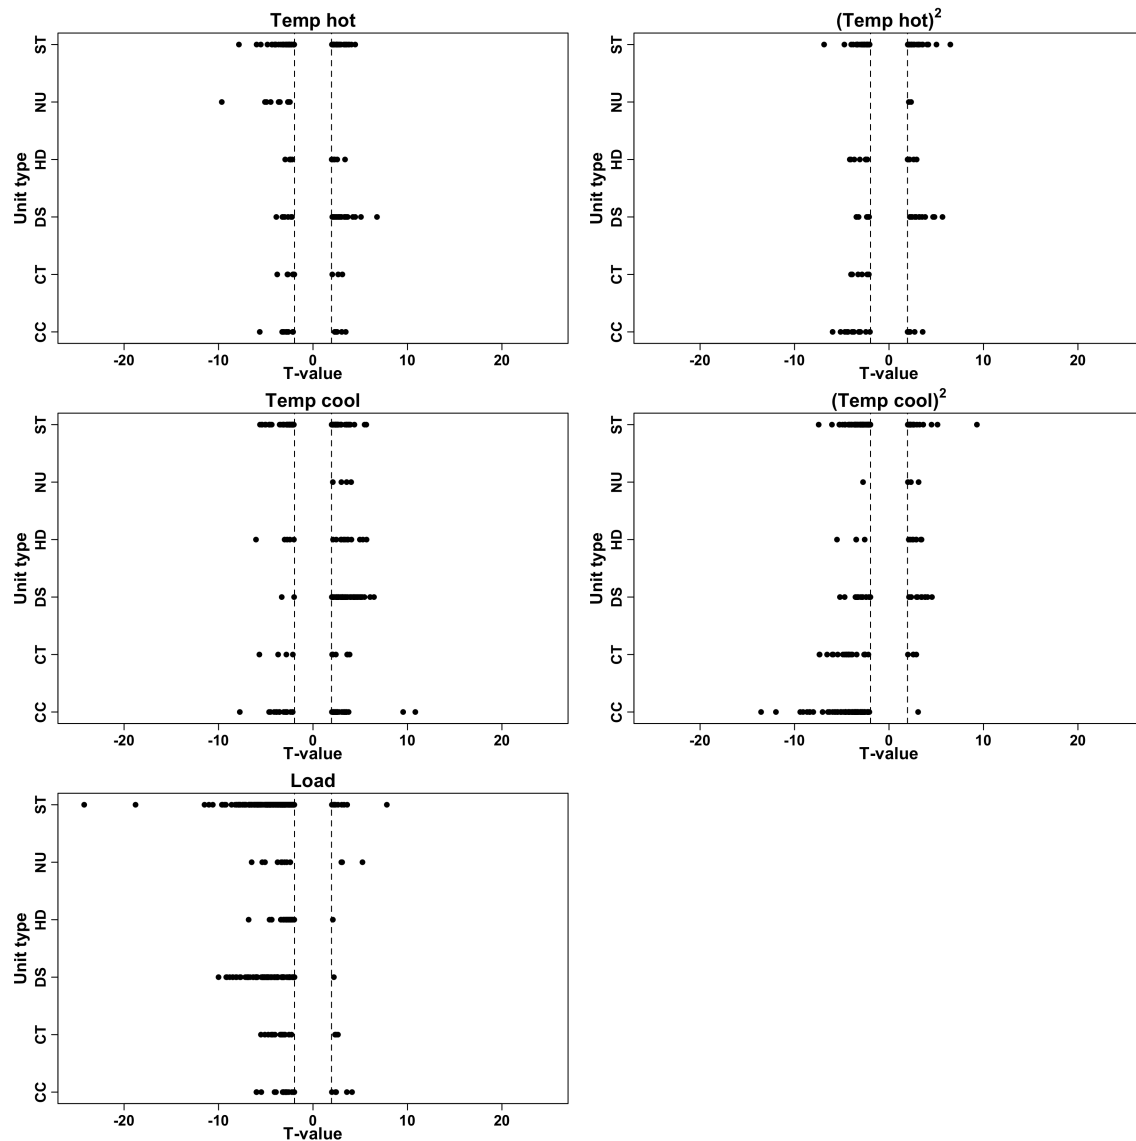 Temp hot
Unit type
ST
NU
HD
DS
CT
CC
-20 -10 0 10 20
T-value
(Temp hot)²
Unit type
ST
NU
HD
DS
CT
CC
-20 -10 0 10 20
T-value
Temp cool
Unit type
ST
NU
HD
DS
CT
CC
-20 -10 0 10 20
T-value
(Temp cool)²
Unit type
ST
NU
HD
DS
CT
CC
-20 -10 0 10 20
T-value
Load
Unit type
ST
NU
HD
DS
CT
CC
-20 -10 0 10 20
T-value